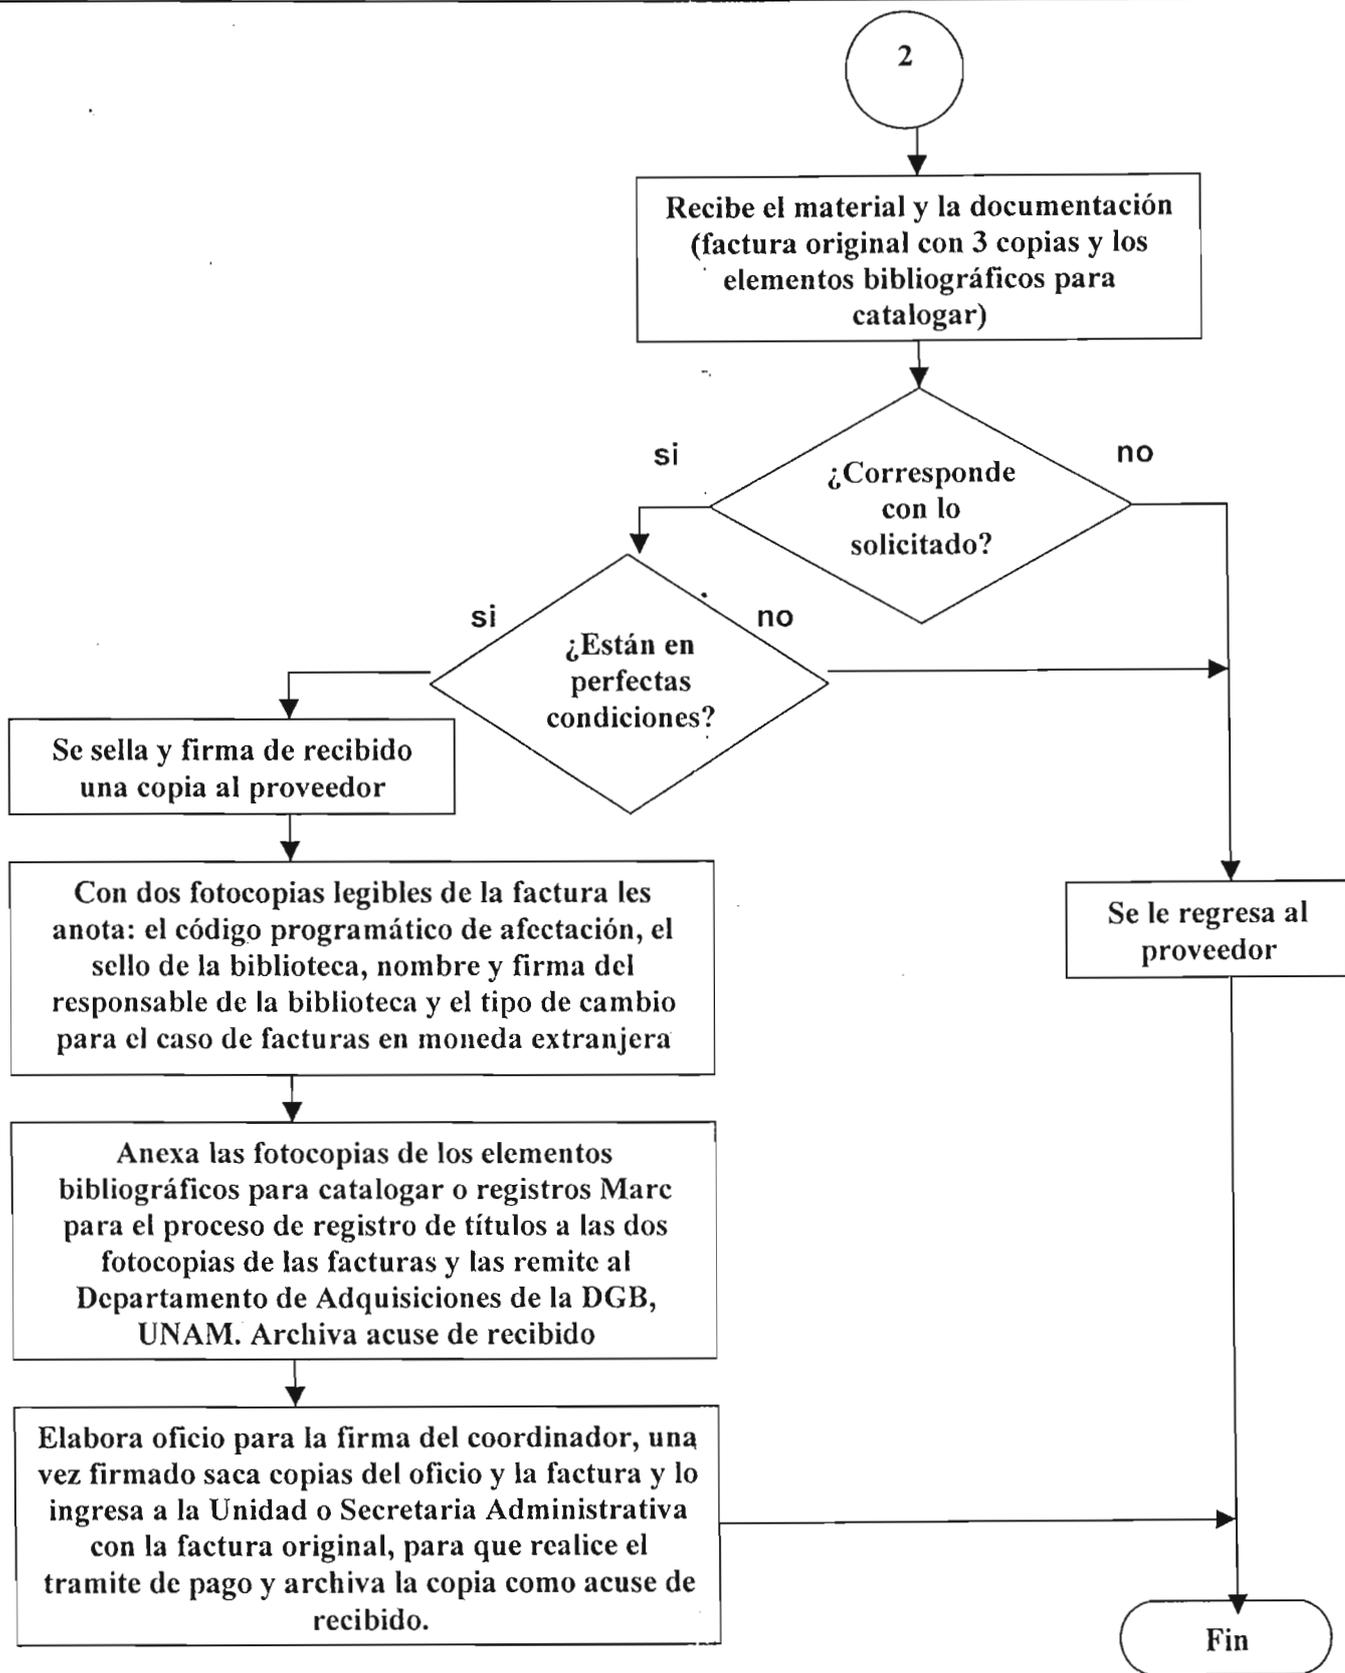 2
Recibe el material y la documentación
(factura original con 3 copias y los
elementos bibliográficos para
catalogar)
si
no
¿Corresponde
con lo
solicitado?
si
no
¿Están en
perfectas
condiciones?
Se sella y firma de recibido
una copia al proveedor
Con dos fotocopias legibles de la factura les
anota: el código programático de afectación, el
sello de la biblioteca, nombre y firma del
responsable de la biblioteca y el tipo de cambio
para el caso de facturas en moneda extranjera
Se le regresa al
proveedor
Anexa las fotocopias de los elementos
bibliográficos para catalogar o registros Marc
para el proceso de registro de títulos a las dos
fotocopias de las facturas y las remite al
Departamento de Adquisiciones de la DGB,
UNAM. Archiva acuse de recibido
Elabora oficio para la firma del coordinador, una
vez firmado saca copias del oficio y la factura y lo
ingresa a la Unidad o Secretaria Administrativa
con la factura original, para que realice el
tramite de pago y archiva la copia como acuse de
recibido.
Fin